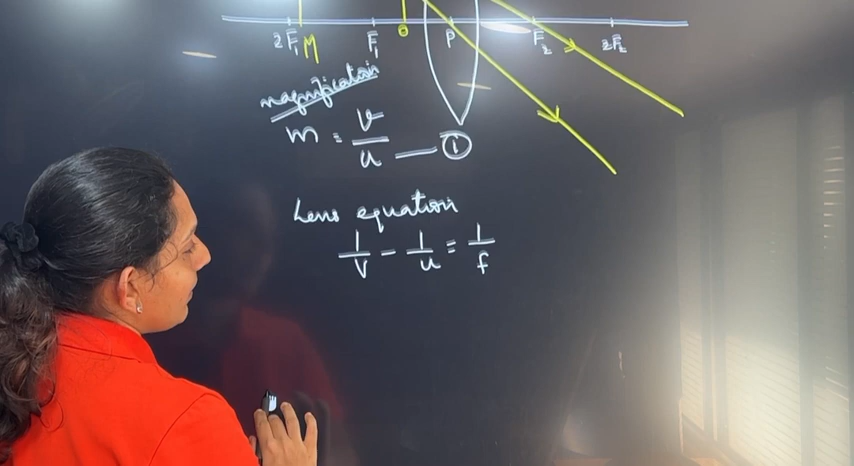 2F₁ M F₁ O P F₂ 2F₂
magnification
m = v/u — ①
Lens equation
1/v - 1/u = 1/f